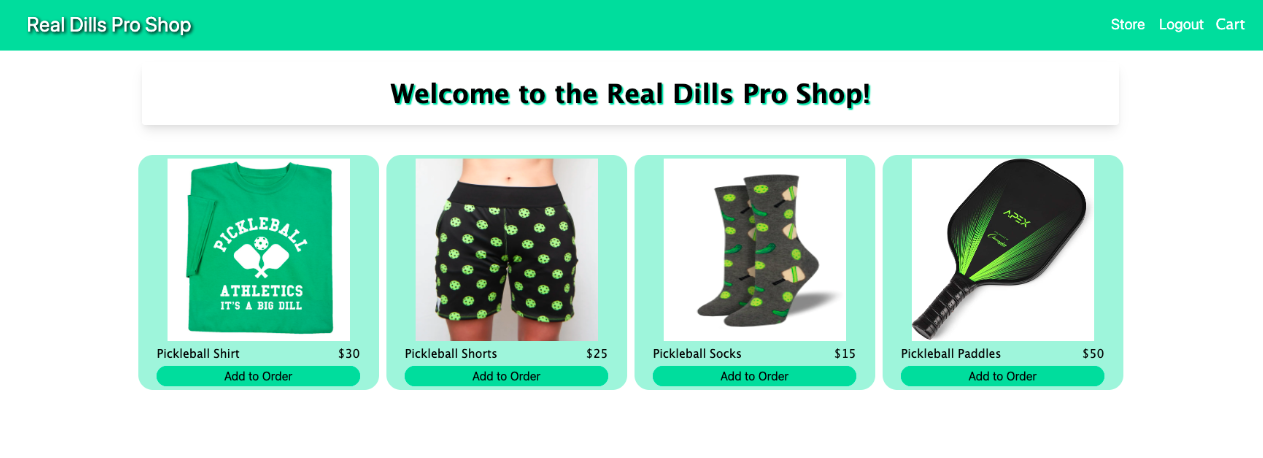 Real Dills Pro Shop
Store Logout Cart
Welcome to the Real Dills Pro Shop!
PICKLEBALL
ATHLETICS
IT'S A BIG DILL
APEX
Pickleball Shirt $30
Add to Order
Pickleball Shorts $25
Add to Order
Pickleball Socks $15
Add to Order
Pickleball Paddles $50
Add to Order